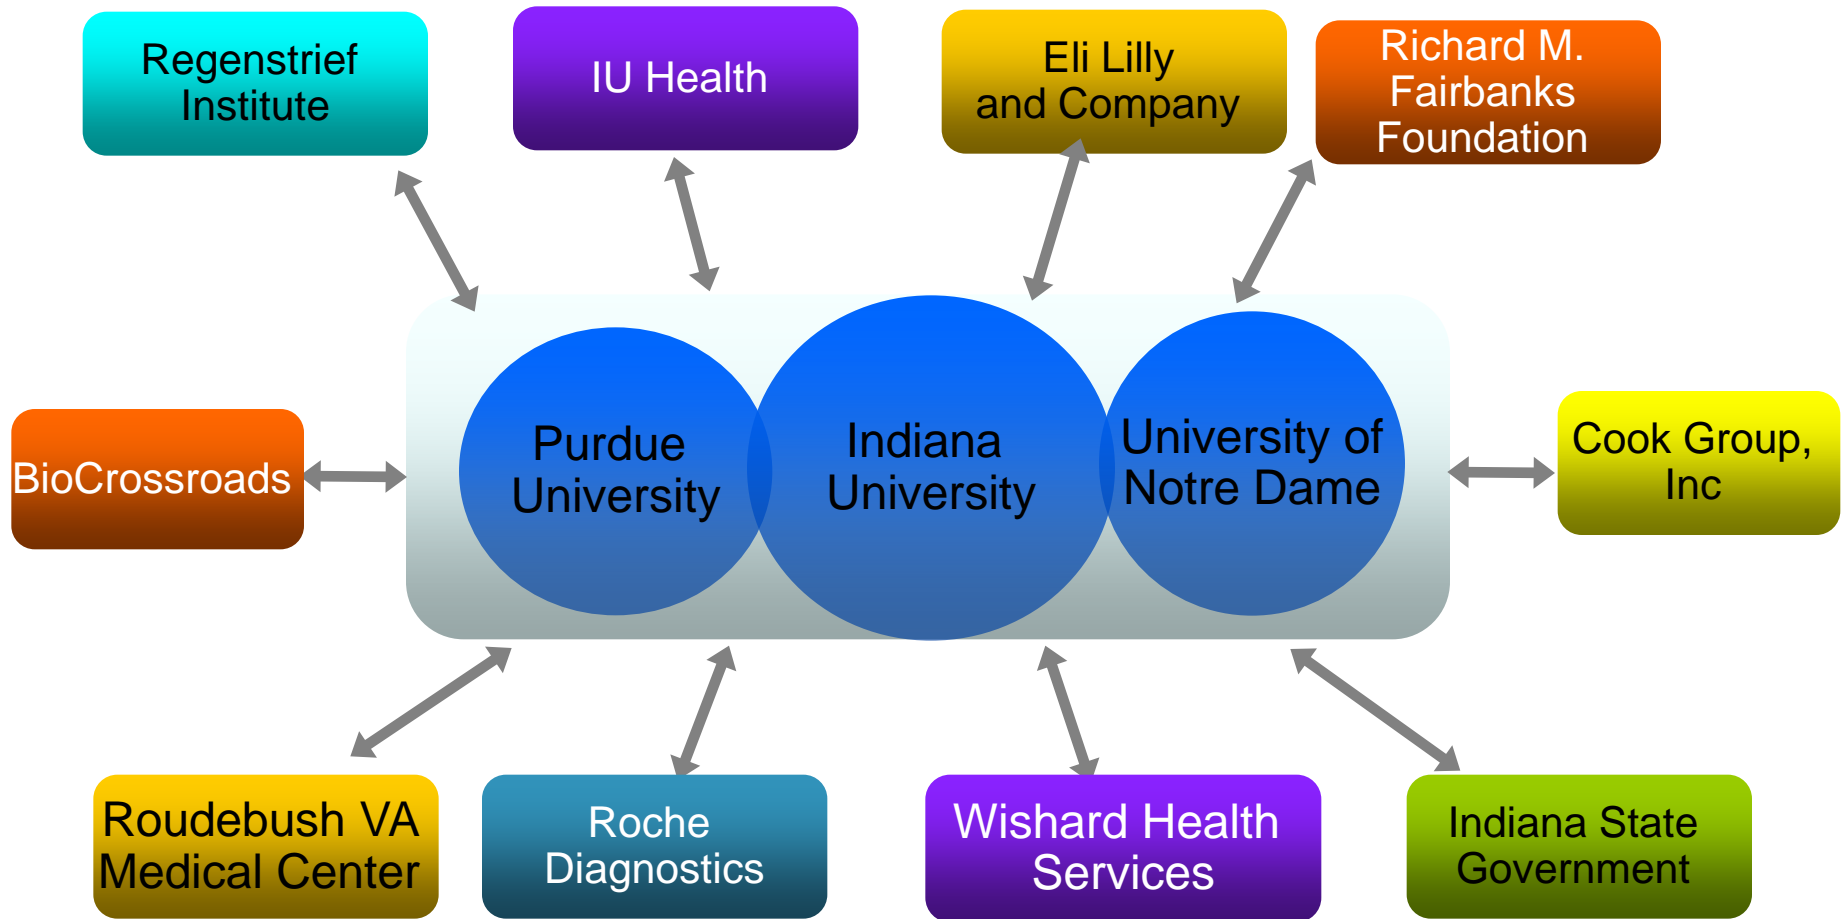 Regenstrief
Institute
IU Health
Eli Lilly
and Company
Richard M.
Fairbanks
Foundation
BioCrossroads
Purdue
University
Indiana
University
University of
Notre Dame
Cook Group,
Inc
Roudebush VA
Medical Center
Roche
Diagnostics
Wishard Health
Services
Indiana State
Government